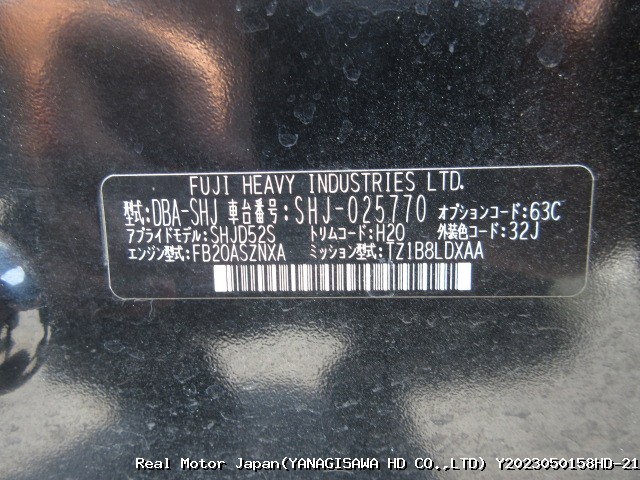 FUJI HEAVY INDUSTRIES LTD.
型式:DBA-SHJ 車台番号:SHJ-025770 オプションコード:63C
アプライドモデル:SHJD52S トリムコード:H20 外装色コード:32J
エンジン型式:FB20ASZNXA ミッション型式:TZ1B8LDXAA
Real Motor Japan(YANAGISAWA HD CO.,LTD) Y2023050158HD-21